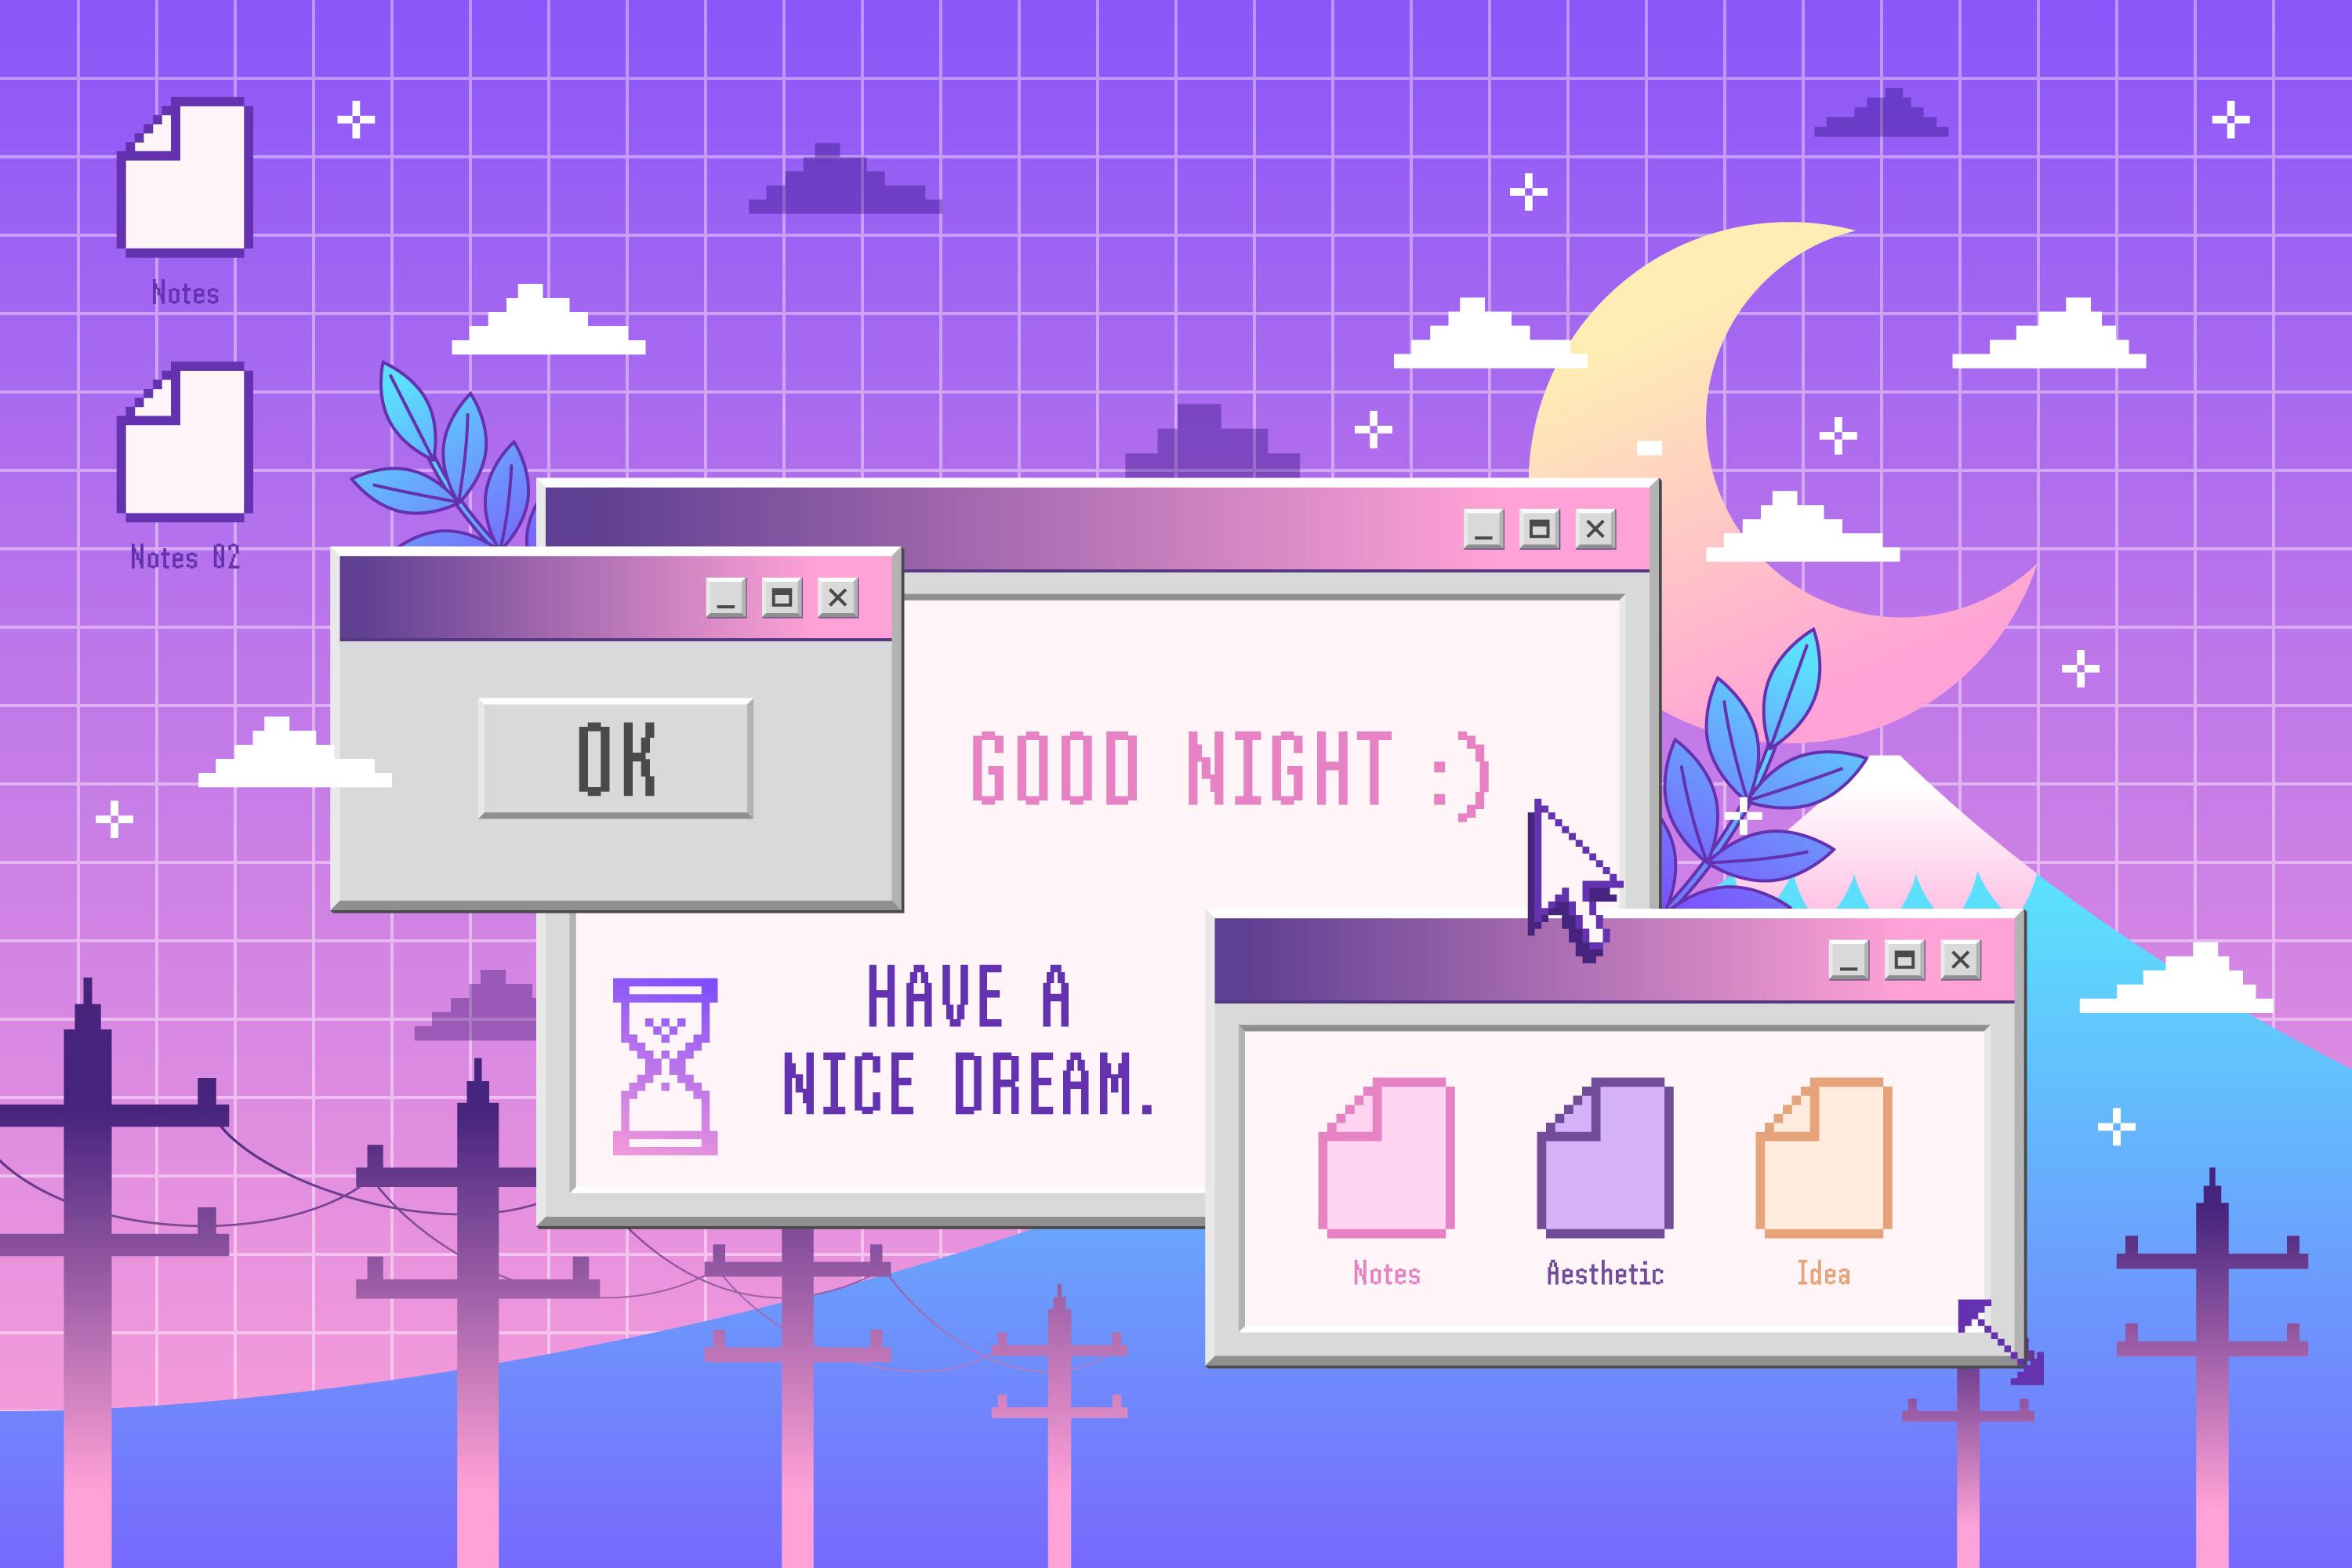 Notes
Notes 02
OK
GOOD NIGHT :)
HAVE A
NICE DREAM.
Notes
Aesthetic
Idea